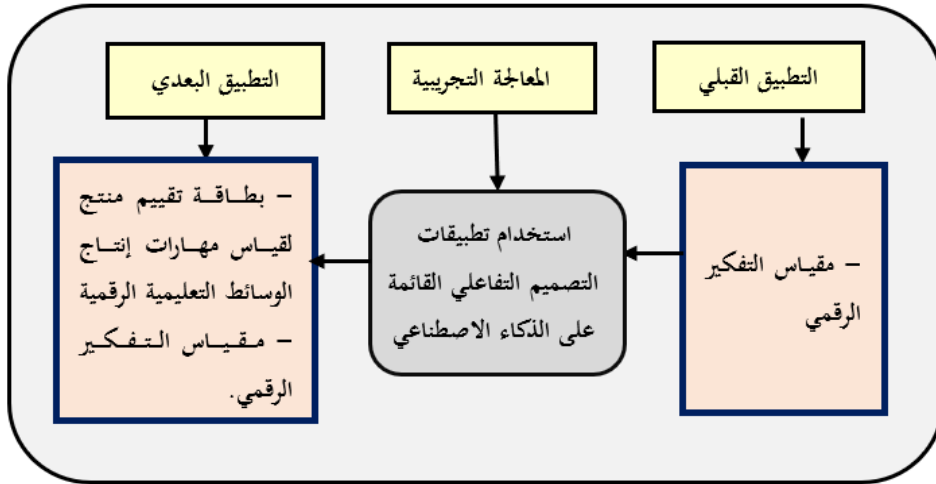 التطبيق القبلي
المعالجة التجريبية
التطبيق البعدي
– مقياس التفكير
الرقمي
استخدام تطبيقات
التصميم التفاعلي القائمة
على الذكاء الاصطناعي
– بطاقة تقييم منتج
لقياس مهارات إنتاج
الوسائط التعليمية الرقمية
– مقياس التفكير
الرقمي.